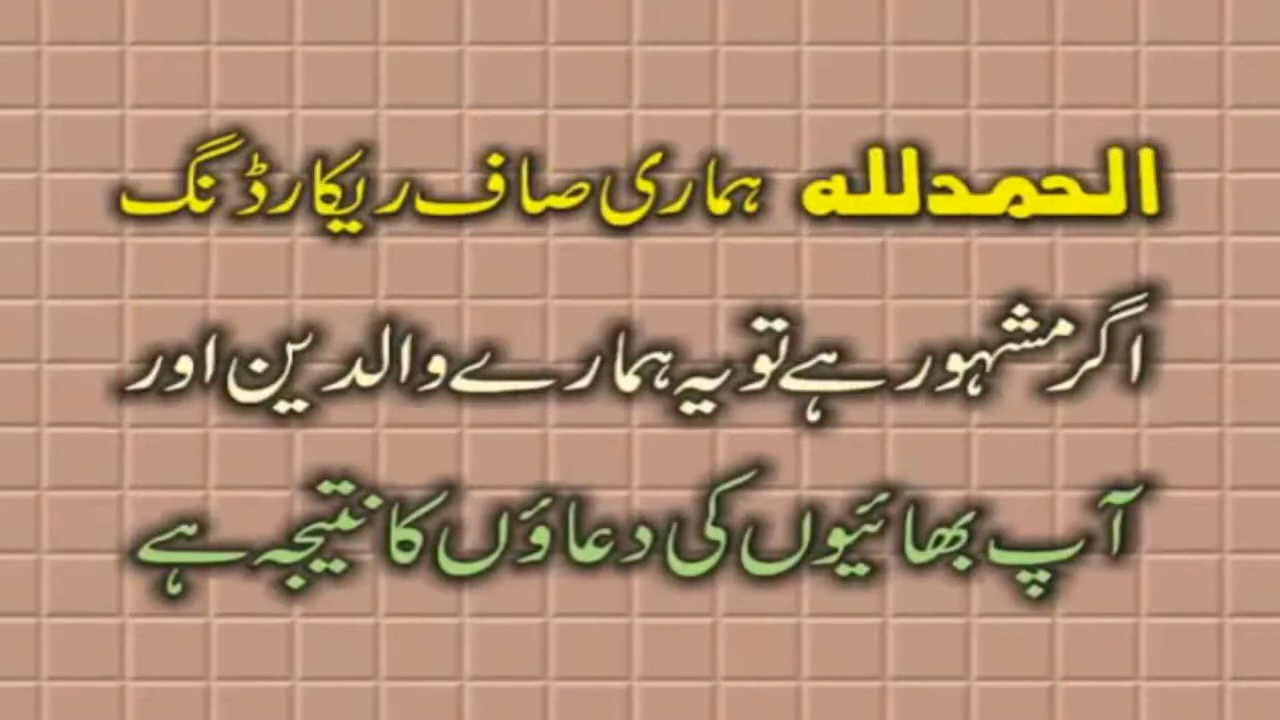 الحمدلله ہماری صاف ریکارڈنگ
اگر مشہور ہے تو یہ ہمارے والدین اور
آپ بھائیوں کی دعاؤں کا نتیجہ ہے